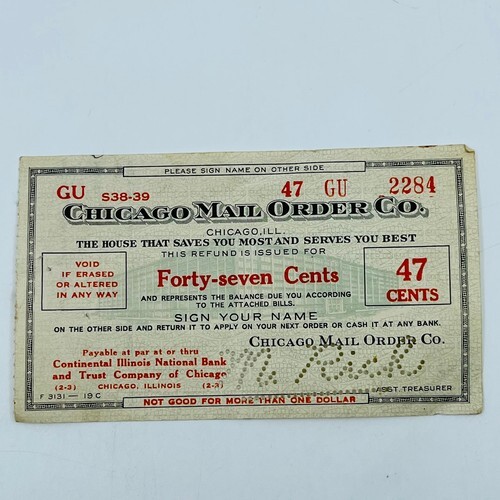 PLEASE SIGN NAME ON OTHER SIDE
GU S38-39 47 GU 2284
CHICAGO MAIL ORDER CO.
CHICAGO, ILL.
THE HOUSE THAT SAVES YOU MOST AND SERVES YOU BEST
THIS REFUND IS ISSUED FOR
VOID
IF ERASED
OR ALTERED
IN ANY WAY
Forty-seven Cents
47
CENTS
AND REPRESENTS THE BALANCE DUE YOU ACCORDING
TO THE ATTACHED BILLS.
SIGN YOUR NAME
ON THE OTHER SIDE AND RETURN IT TO APPLY ON YOUR NEXT ORDER OR CASH IT AT ANY BANK.
CHICAGO MAIL ORDER CO.
Payable at par at or thru
Continental Illinois National Bank
and Trust Company of Chicago
(2-3) CHICAGO, ILLINOIS (2-3)
ASST. TREASURER
F 3131 — 19 C
NOT GOOD FOR MORE THAN ONE DOLLAR